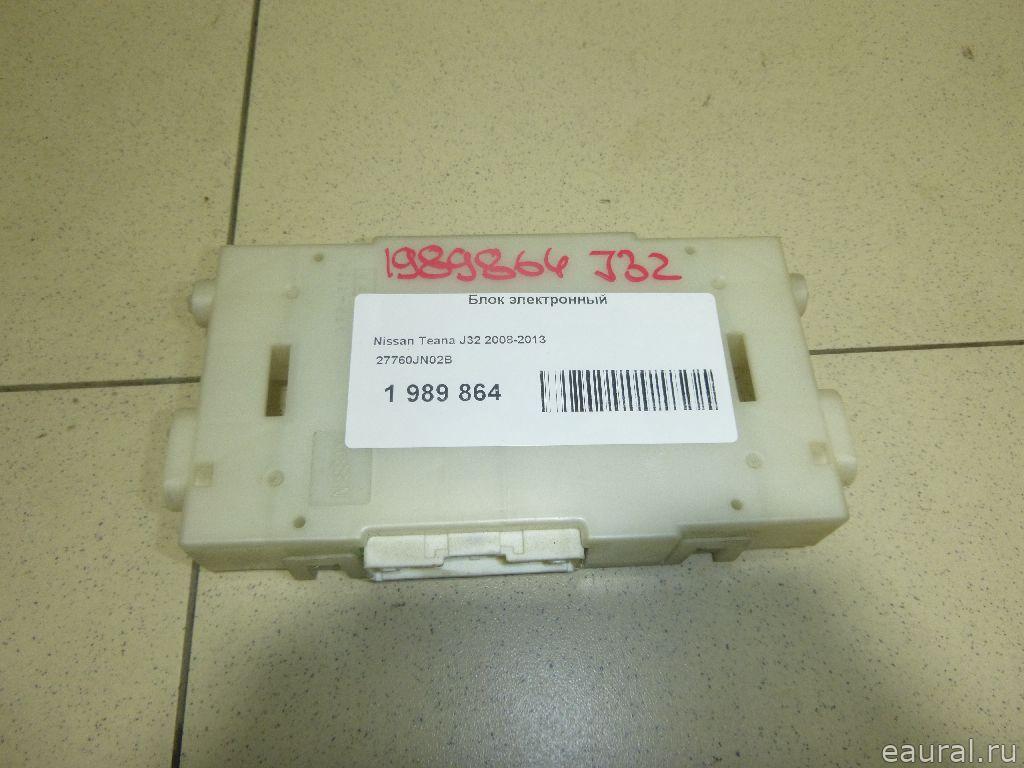 1989864 J32
Блок электронный
Nissan Teana J32 2008-2013
27760JN02B
1 989 864
eaural.ru